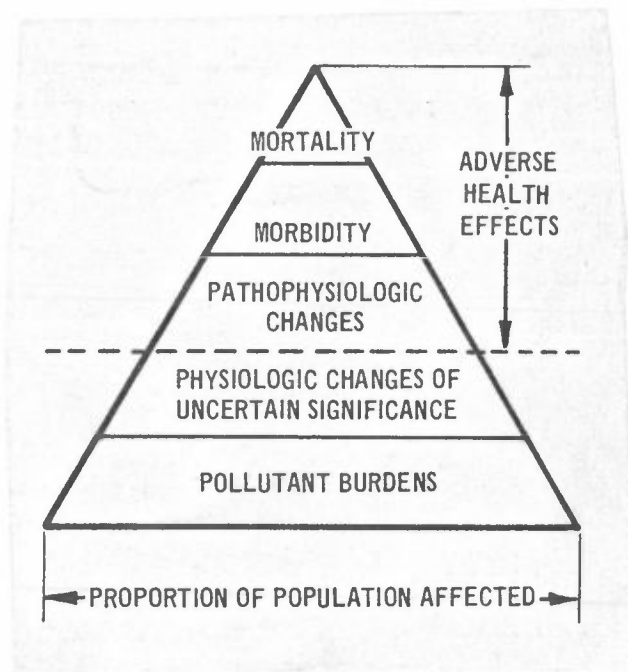 MORTALITY
MORBIDITY
PATHOPHYSIOLOGIC
CHANGES
PHYSIOLOGIC CHANGES OF
UNCERTAIN SIGNIFICANCE
POLLUTANT BURDENS
ADVERSE
HEALTH
EFFECTS
PROPORTION OF POPULATION AFFECTED